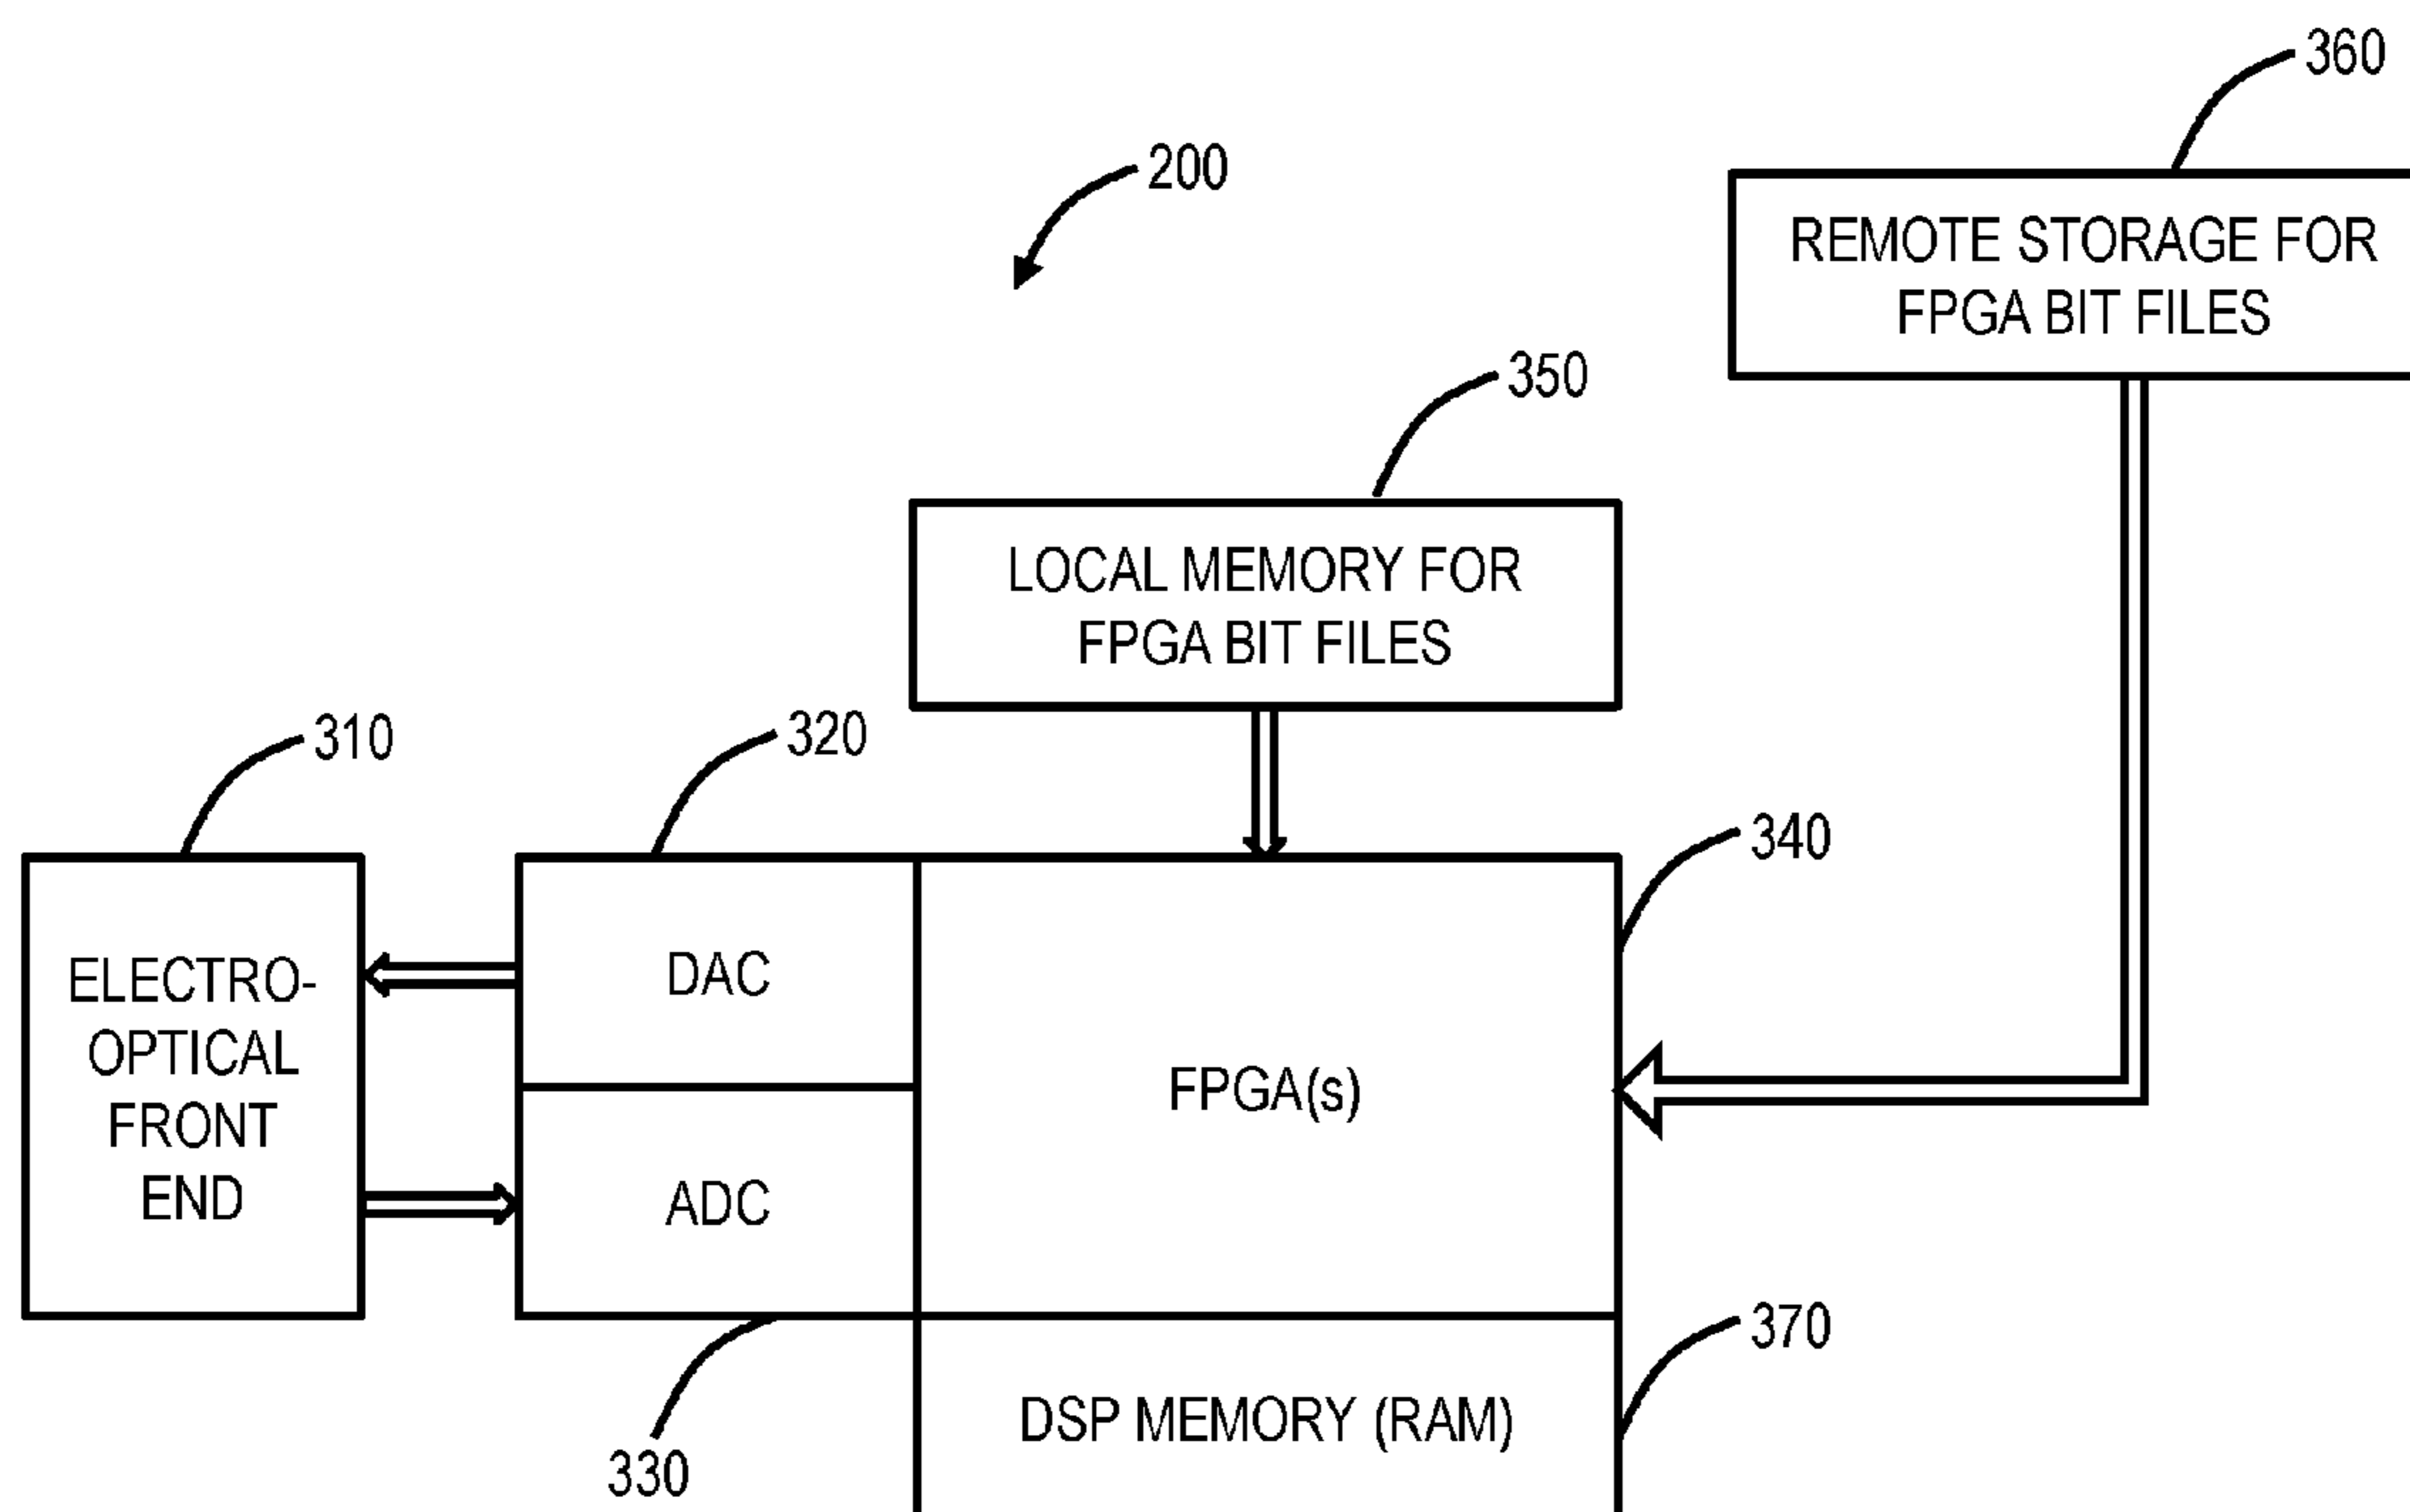 360
200
REMOTE STORAGE FOR
FPGA BIT FILES
350
LOCAL MEMORY FOR
FPGA BIT FILES
310
320
340
ELECTRO-
OPTICAL
FRONT
END
DAC
ADC
FPGA(s)
370
330
DSP MEMORY (RAM)